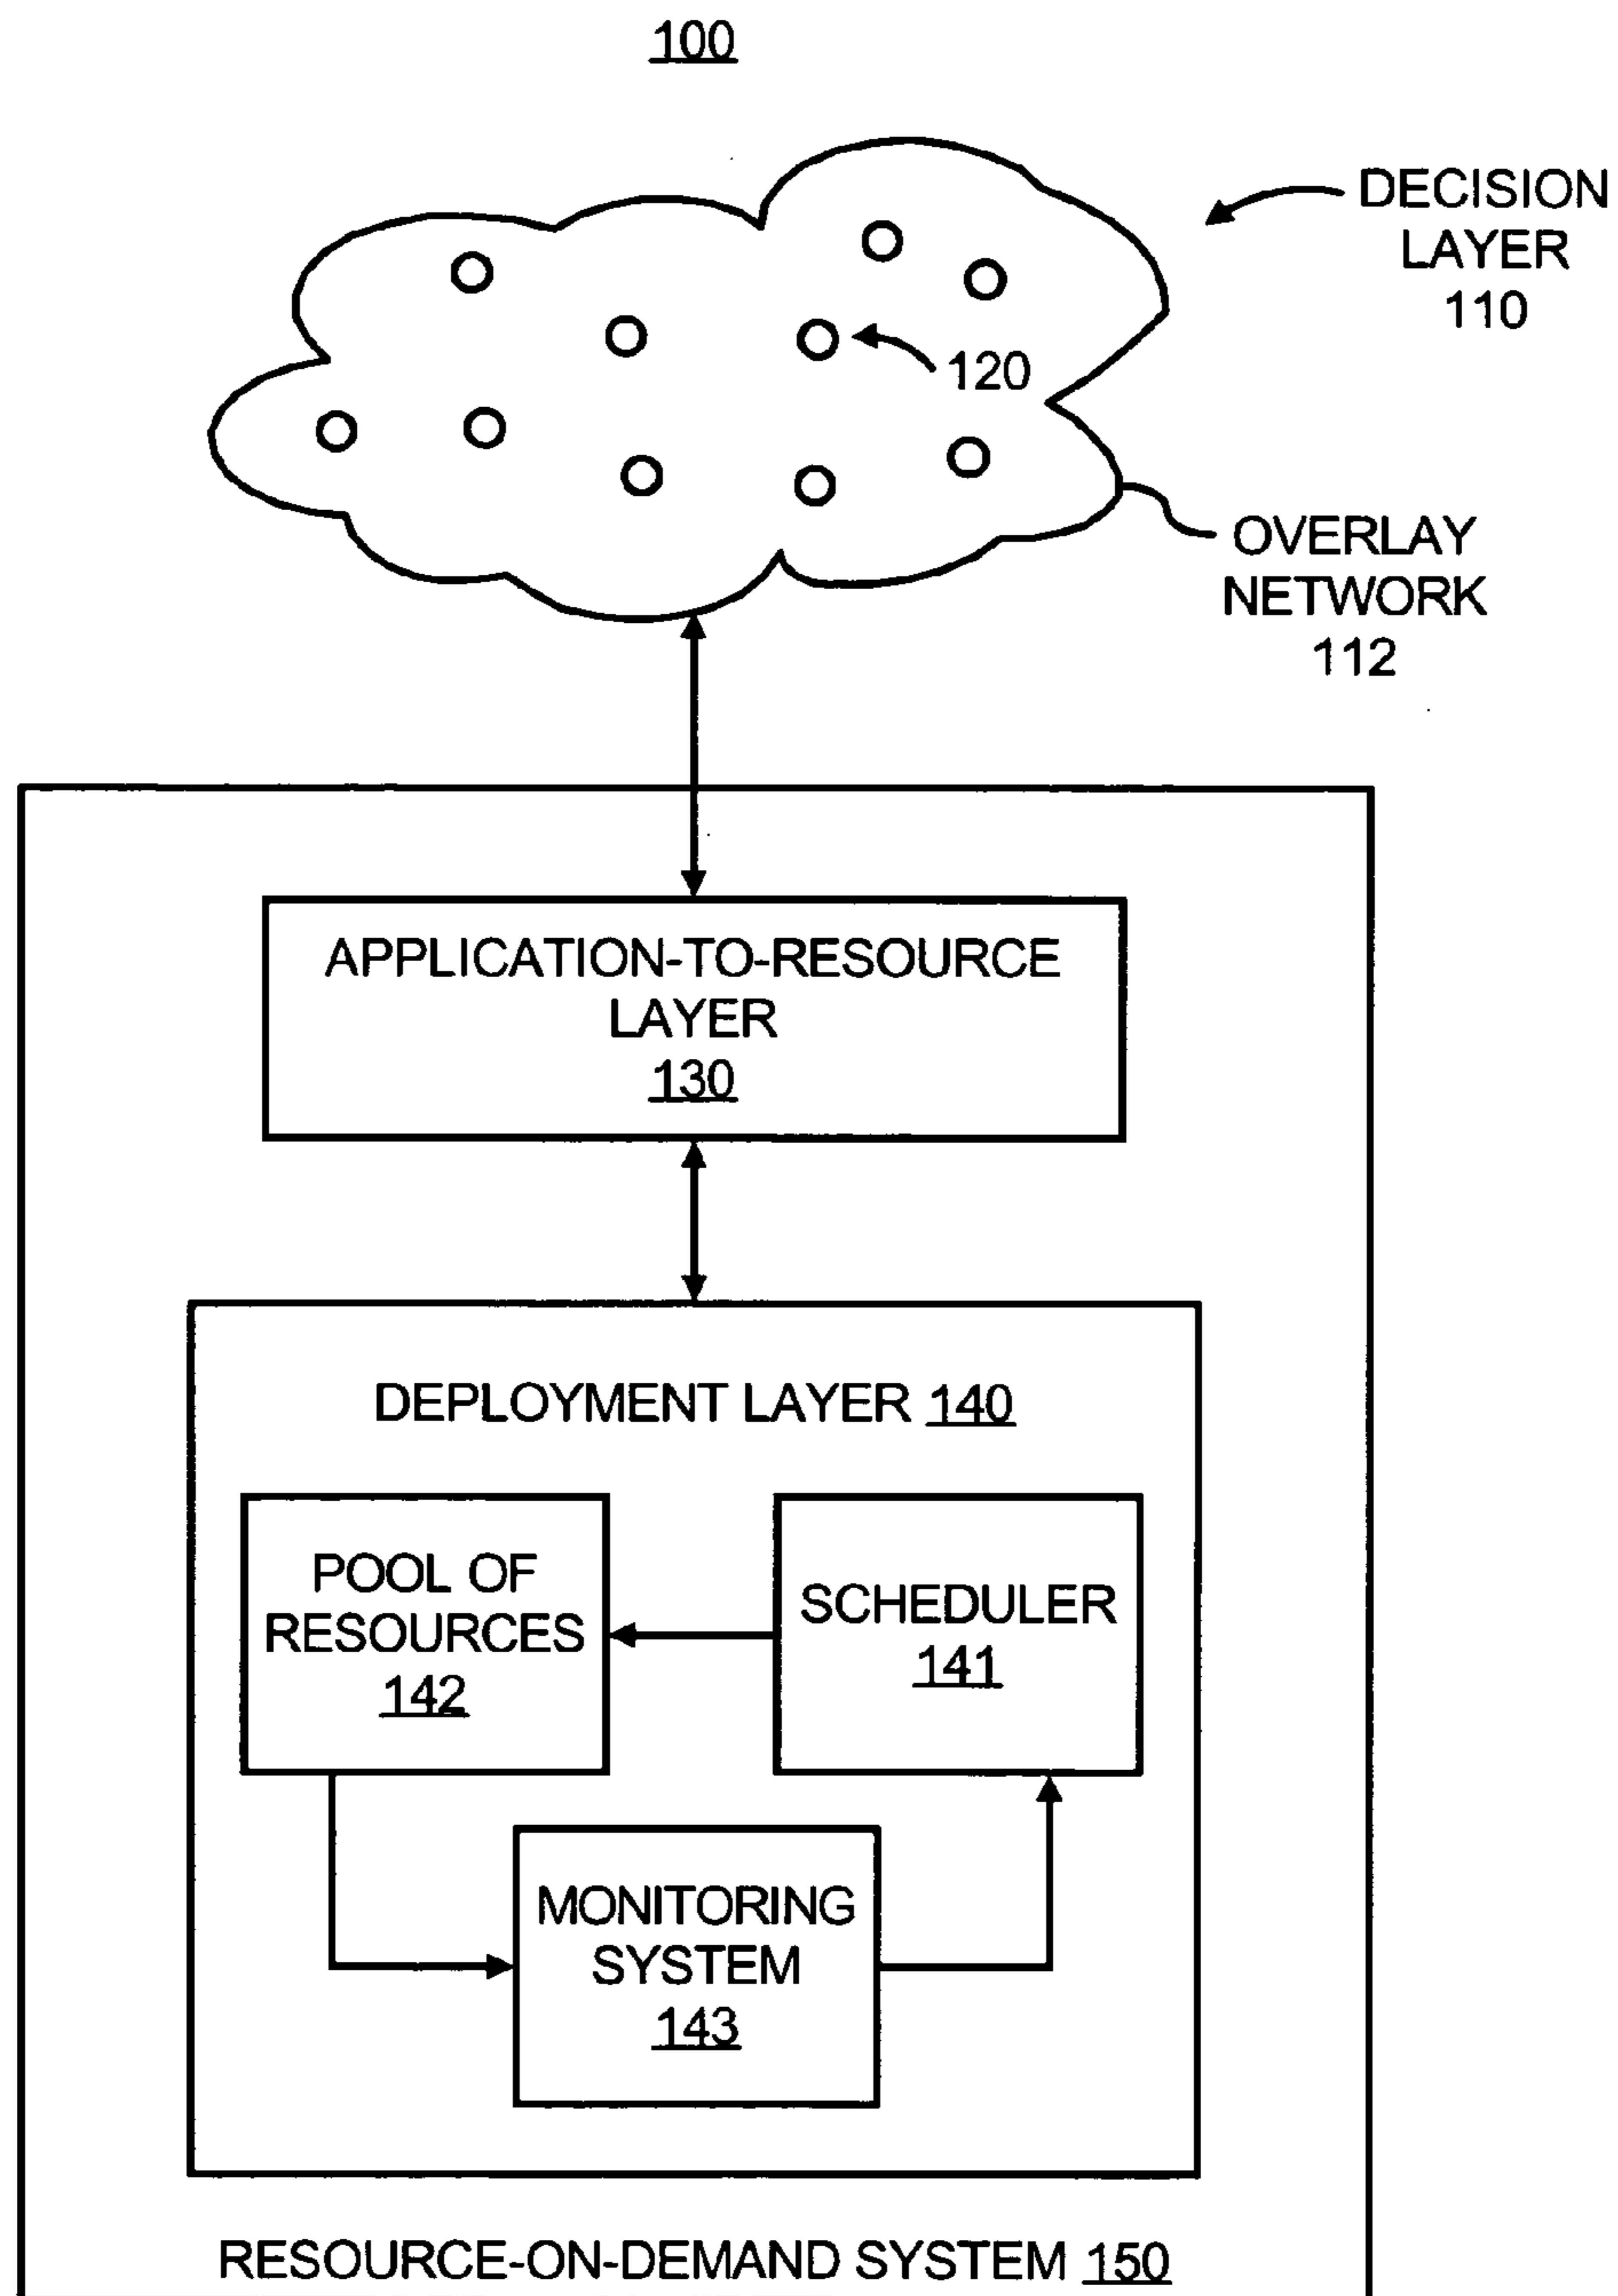 100
DECISION
LAYER
110
120
OVERLAY
NETWORK
112
APPLICATION-TO-RESOURCE
LAYER
130
DEPLOYMENT LAYER 140
POOL OF
RESOURCES
142
SCHEDULER
141
MONITORING
SYSTEM
143
RESOURCE-ON-DEMAND SYSTEM 150